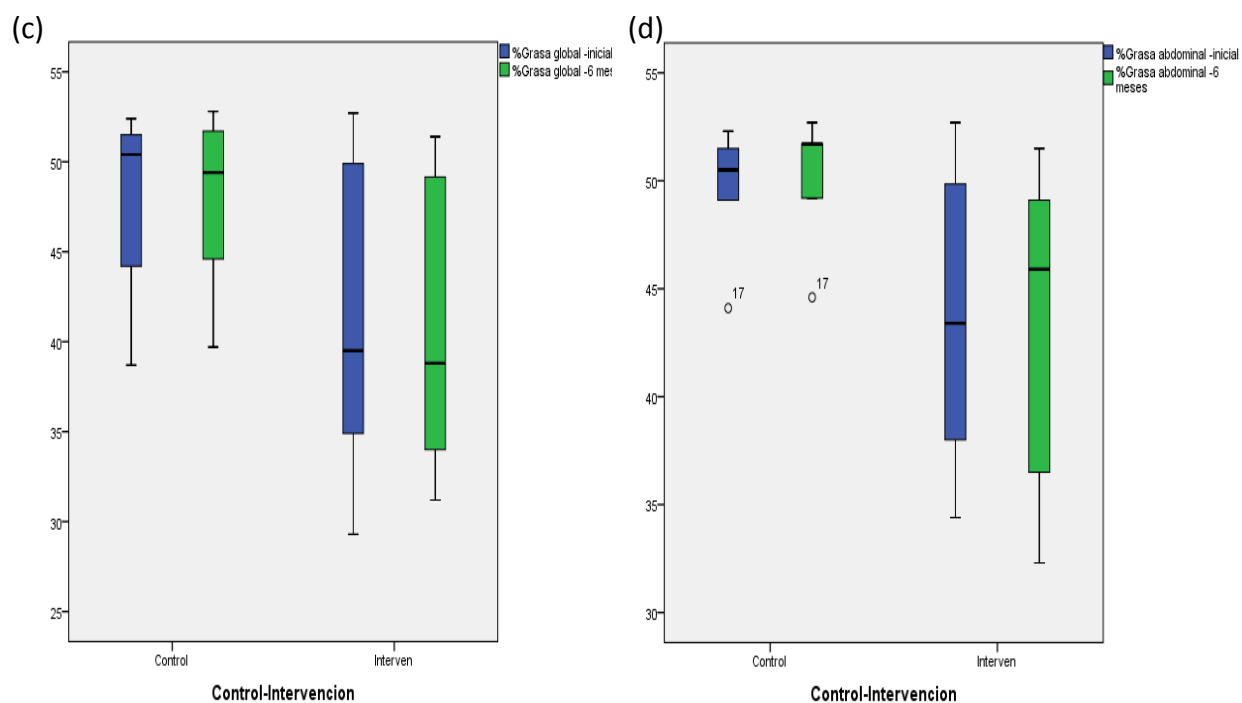 (c)
%Grasa global -inicial
%Grasa global -6 mes
55
50
45
40
35
30
25
Control
Interven
Control-Intervencion
(d)
%Grasa abdominal -inicial
%Grasa abdominal -6
meses
55
50
45
40
35
30
17
17
Control
Interven
Control-Intervencion